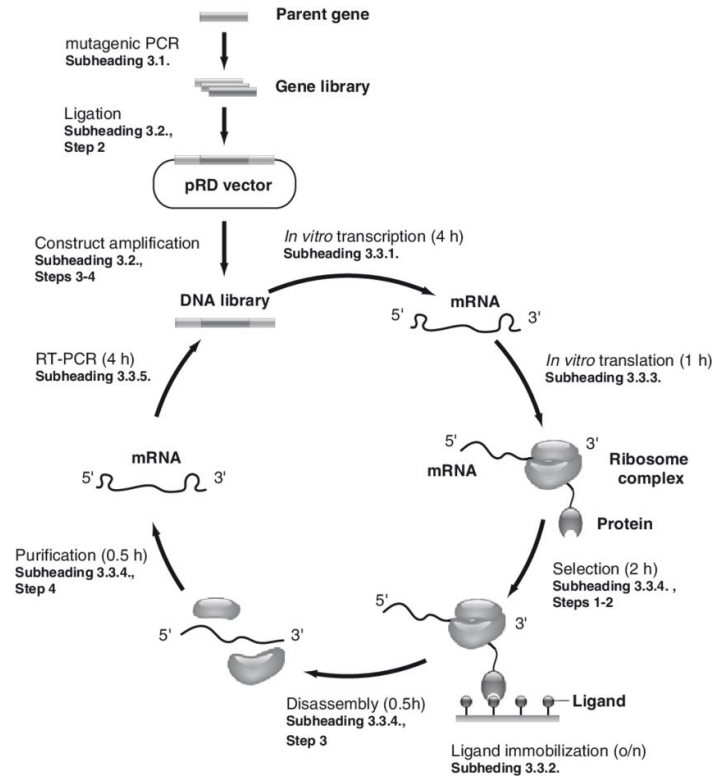 Parent gene
mutagenic PCR
Subheading 3.1.
Gene library
Ligation
Subheading 3.2.,
Step 2
pRD vector
Construct amplification
Subheading 3.2.,
Steps 3-4
In vitro transcription (4 h)
Subheading 3.3.1.
DNA library
mRNA
5' 3'
RT-PCR (4 h)
Subheading 3.3.5.
In vitro translation (1 h)
Subheading 3.3.3.
mRNA
5' 3'
5' 3'
mRNA
Ribosome
complex
Protein
Purification (0.5 h)
Subheading 3.3.4.,
Step 4
Selection (2 h)
Subheading 3.3.4. ,
Steps 1-2
5' 3'
5' 3'
Disassembly (0.5h)
Subheading 3.3.4.,
Step 3
Ligand
Ligand immobilization (o/n)
Subheding 3.3.2.